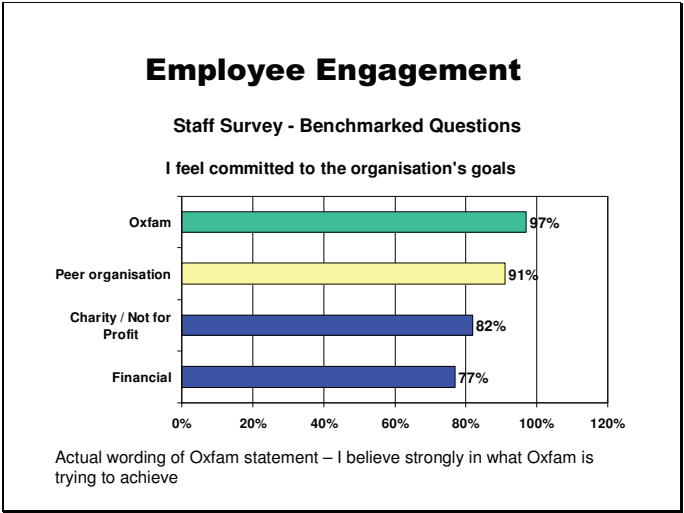 Employee Engagement
Staff Survey - Benchmarked Questions
I feel committed to the organisation's goals
Oxfam
97%
Peer organisation
91%
Charity / Not for
Profit
82%
Financial
77%
0% 20% 40% 60% 80% 100% 120%
Actual wording of Oxfam statement – I believe strongly in what Oxfam is
trying to achieve